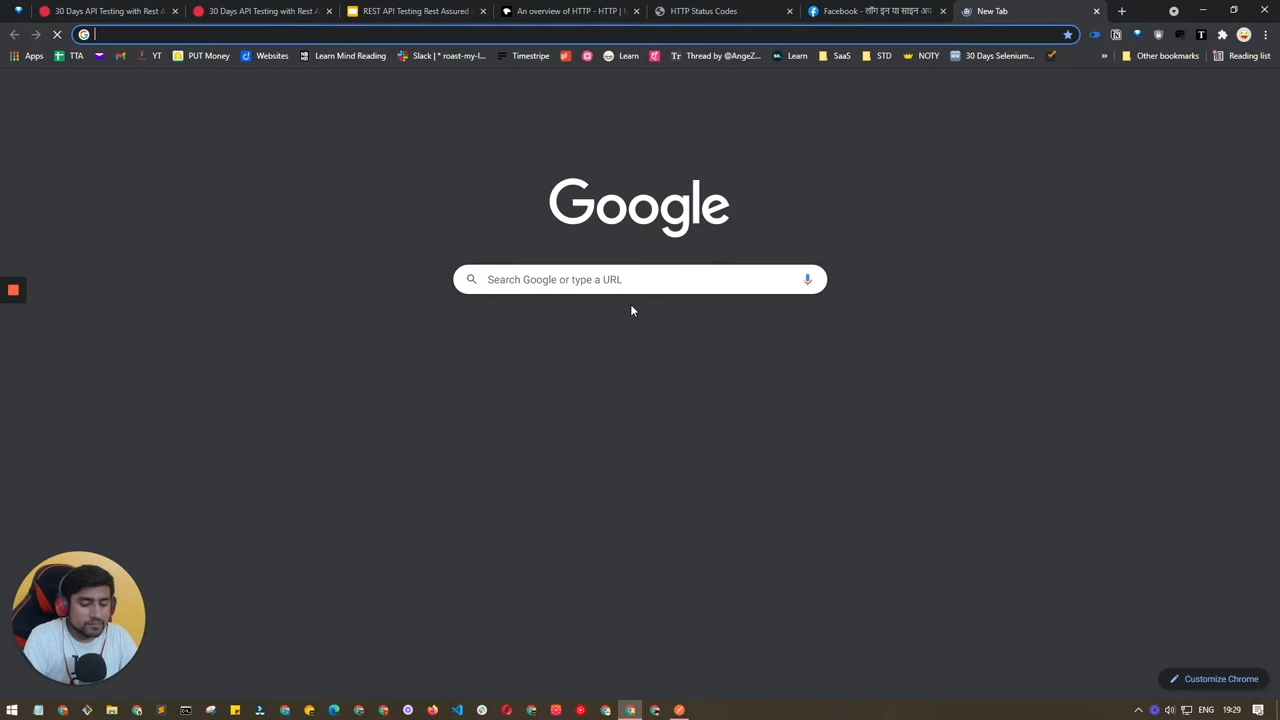 30 Days API Testing with Rest A
30 Days API Testing with Rest A
REST API Testing Rest Assured
An overview of HTTP - HTTP | M
HTTP Status Codes
Facebook - लॉग इन या साइन अप
New Tab
Apps
TTA
YT
PUT Money
Websites
Learn Mind Reading
Slack | * roast-my-l...
Timestripe
Learn
Tr Thread by @AngeZ...
Learn
SaaS
STD
NOTY
30 Days Selenium...
Other bookmarks
Reading list
Google
Search Google or type a URL
Customize Chrome
ENG
19:29